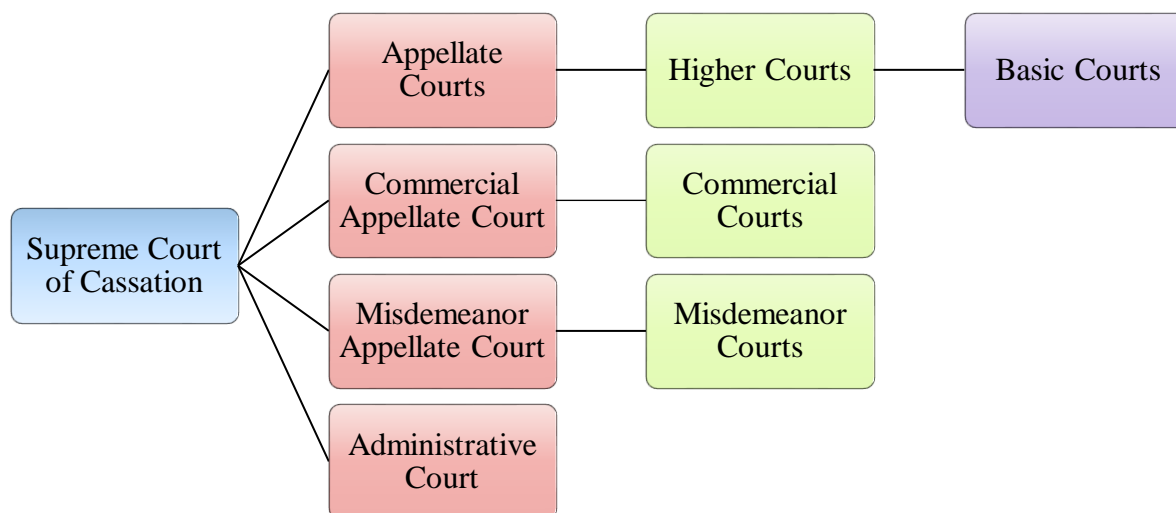 Supreme Court
of Cassation
Appellate
Courts
Higher Courts
Basic Courts
Commercial
Appellate Court
Commercial
Courts
Misdemeanor
Appellate Court
Misdemeanor
Courts
Administrative
Court